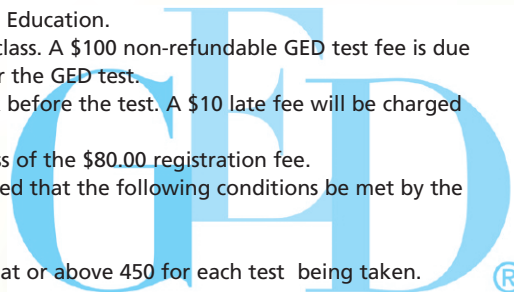 Education.
class. A $100 non-refundable GED test fee is due
r the GED test.
before the test. A $10 late fee will be charged
ss of the $80.00 registration fee.
ed that the following conditions be met by the
at or above 450 for each test being taken.
GED®